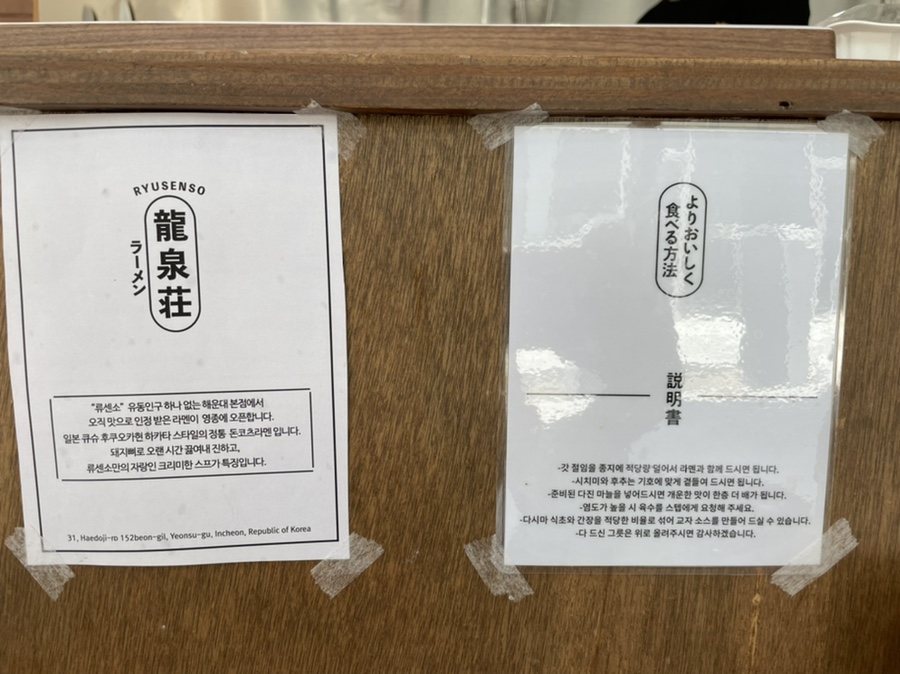 RYUSENSO
龍泉荘
ラーメン
"류센소" 유동인구 하나 없는 해운대 본점에서
오직 맛으로 인정 받은 라멘이 영종에 오픈합니다.
일본 큐슈 후쿠오카현 하카타 스타일의 정통 돈코츠라멘 입니다.
돼지뼈로 오랜 시간 끓여내 진하고,
류센소만의 자랑인 크리미한 스프가 특징입니다.
31, Haedoji-ro 152beon-gil, Yeonsu-gu, Incheon, Republic of Korea
よりおいしく
食べる方法
説明書
-갓 절임을 종지에 적당량 덜어서 라멘과 함께 드시면 됩니다.
-시치미와 후추는 기호에 맞게 곁들여 드시면 됩니다.
-준비된 다진 마늘을 넣어드시면 개운한 맛이 한층 더 배가 됩니다.
-염도가 높을 시 육수를 스텝에게 요청해 주세요.
-다시마 식초와 간장을 적당한 비율로 섞어 교자 소스를 만들어 드실 수 있습니다.
-다 드신 그릇은 위로 올려주시면 감사하겠습니다.